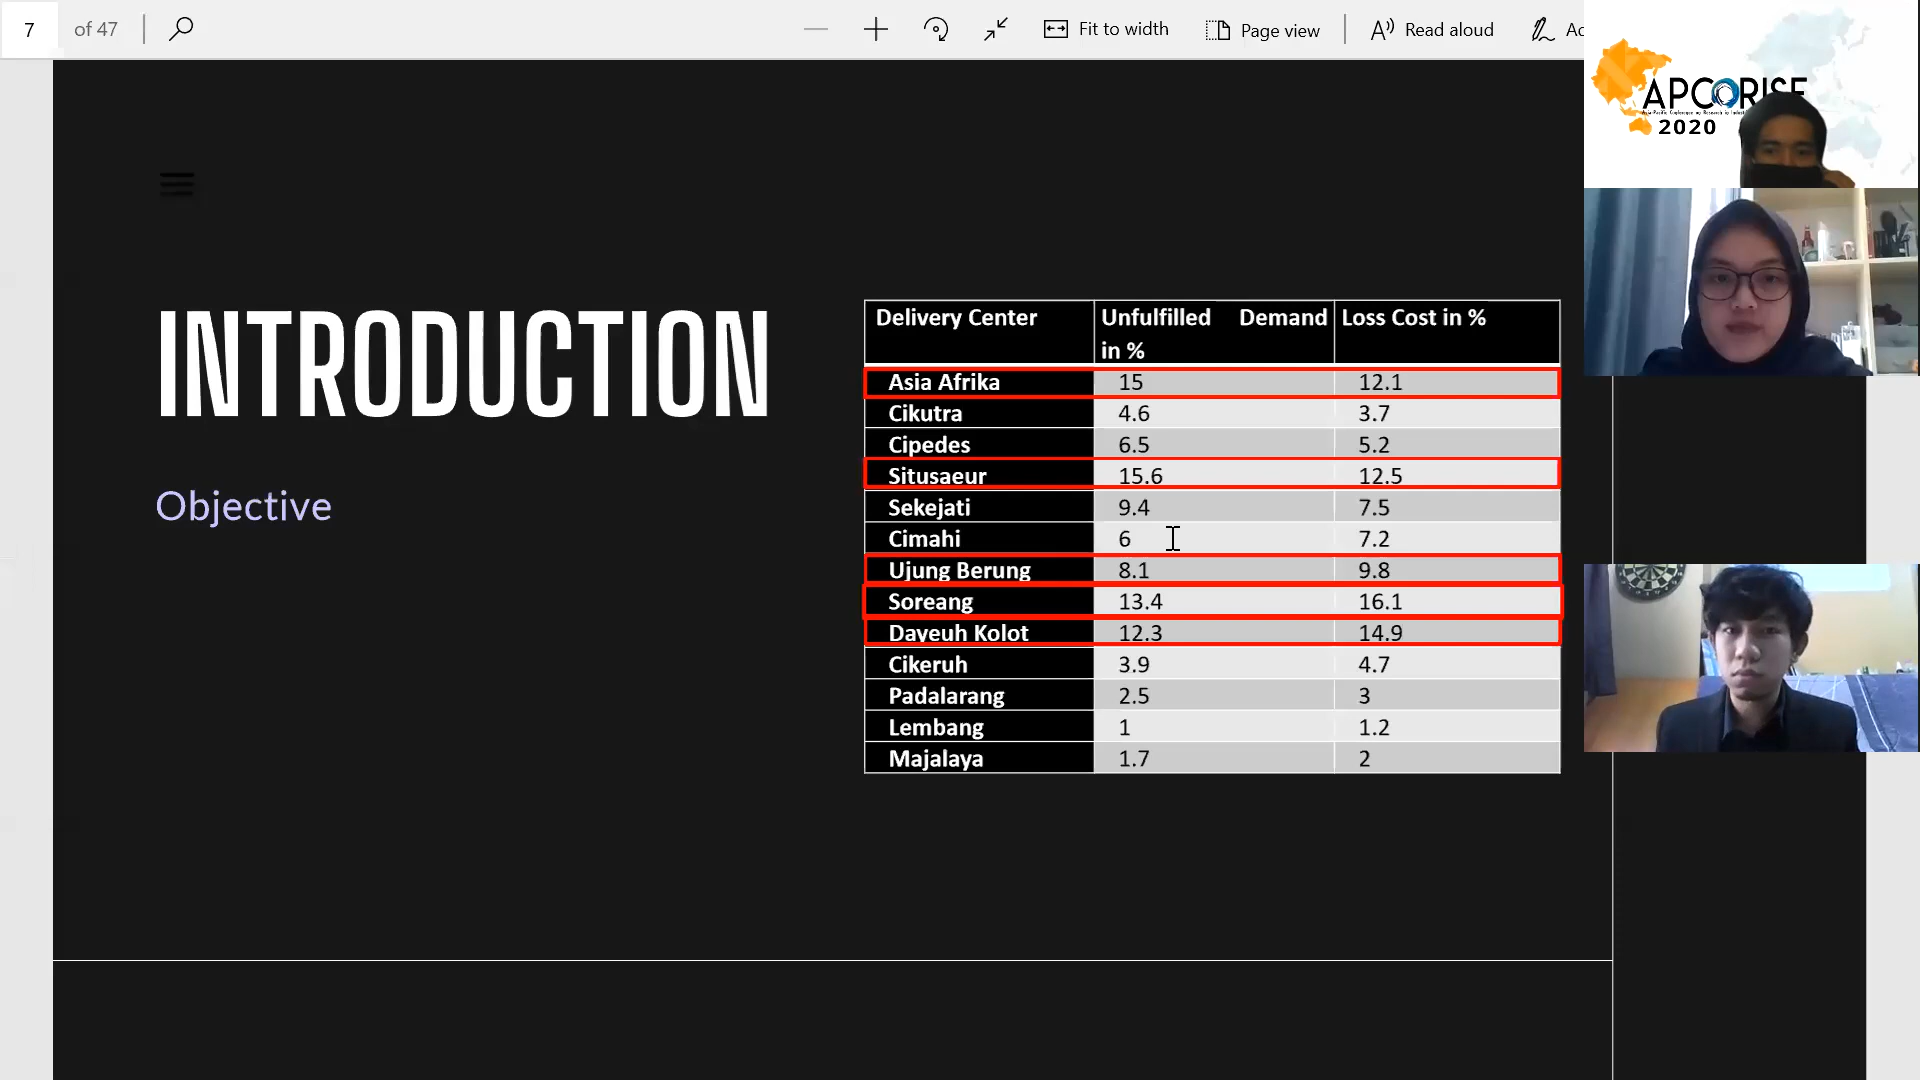 7 of 47 Fit to width Page view Read aloud
APCORISE
2020
INTRODUCTION
Objective
Delivery Center Unfulfilled Demand in % Loss Cost in %
Asia Afrika 15 12.1
Cikutra 4.6 3.7
Cipedes 6.5 5.2
Situsaeur 15.6 12.5
Sekejati 9.4 7.5
Cimahi 6 7.2
Ujung Berung 8.1 9.8
Soreang 13.4 16.1
Dayeuh Kolot 12.3 14.9
Cikeruh 3.9 4.7
Padalarang 2.5 3
Lembang 1 1.2
Majalaya 1.7 2